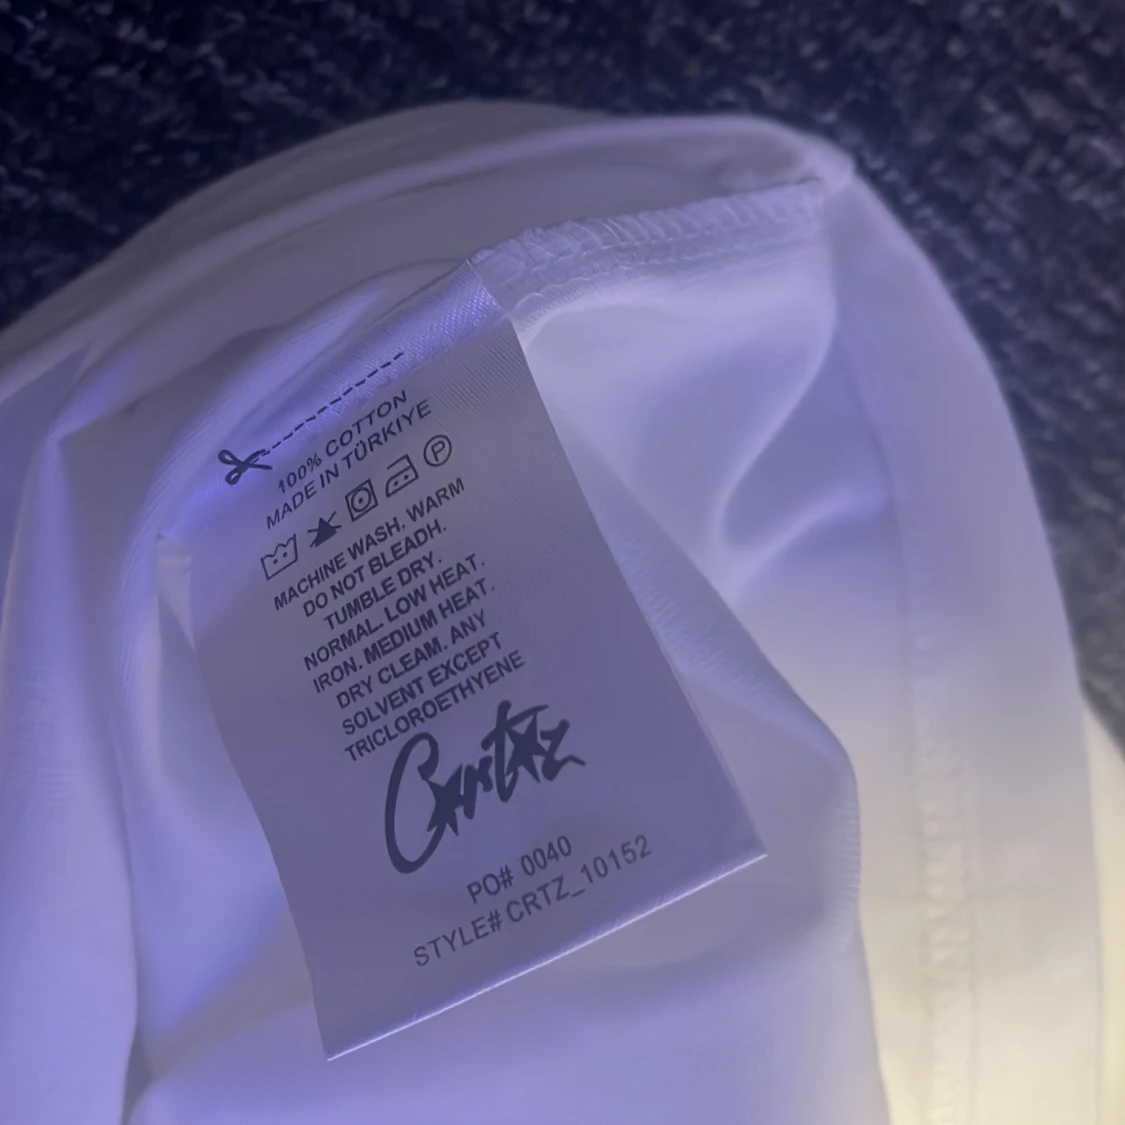 100% COTTON
MADE IN TÜRKIYE
P
MACHINE WASH. WARM
DO NOT BLEADH.
TUMBLE DRY.
NORMAL. LOW HEAT.
IRON. MEDIUM HEAT.
DRY CLEAM. ANY
SOLVENT EXCEPT
TRICLOROETHYENE
Corteiz
PO# 0040
STYLE# CRTZ_10152